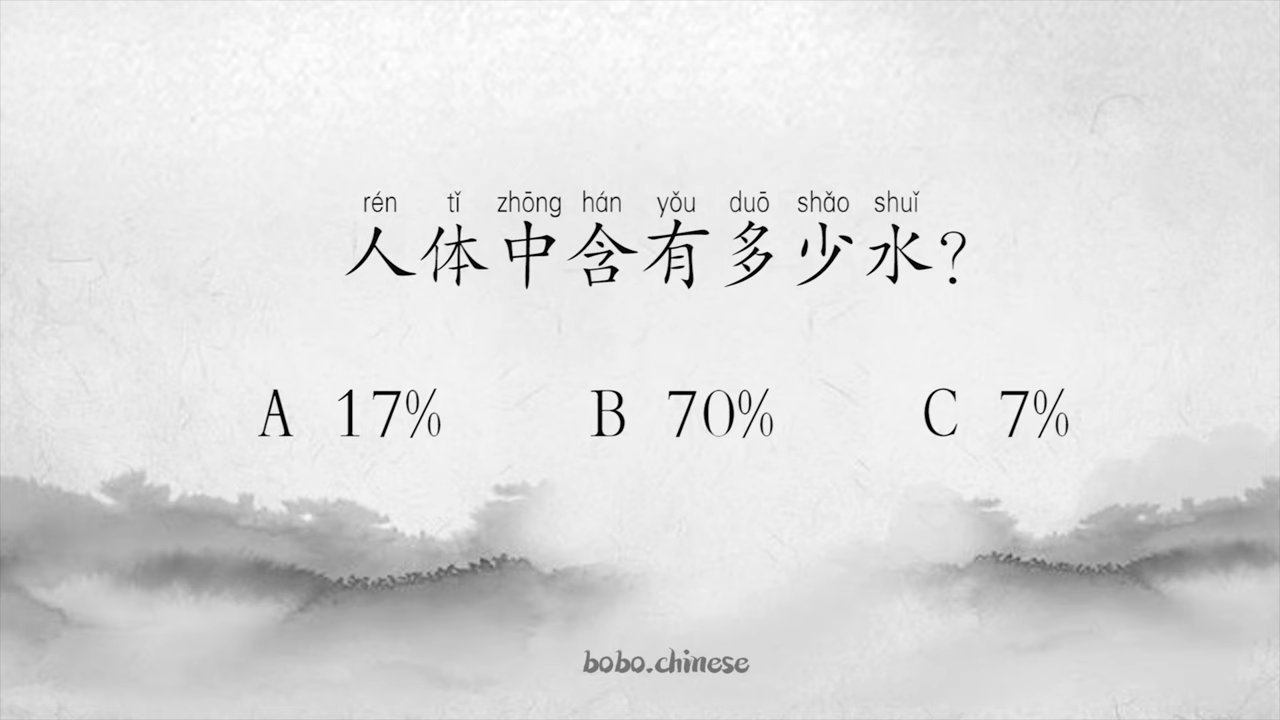 rén tǐ zhōng hán yǒu duō shǎo shuǐ
人体中含有多少水?
A 17% B 70% C 7%
bobo.chinese